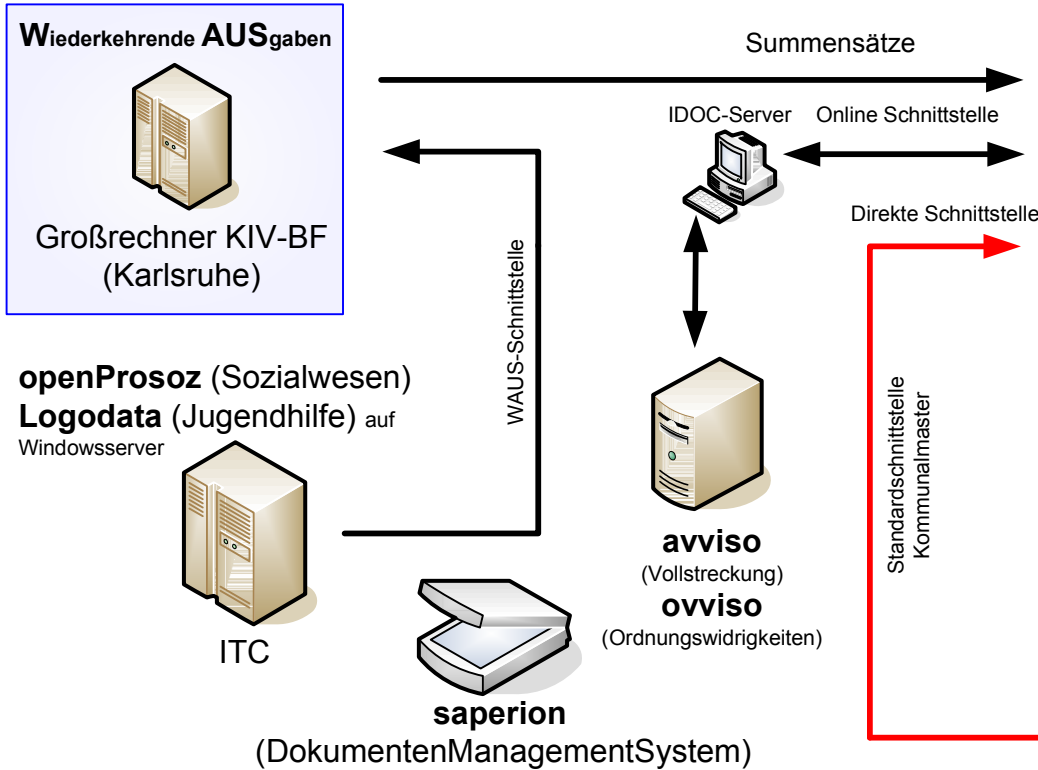 Wiederkehrende AUSgaben
Großrechner KIV-BF
(Karlsruhe)
Summensätze
IDOC-Server
Online Schnittstelle
Direkte Schnittstelle
WAUS-Schnittstelle
openProsoz (Sozialwesen)
Logodata (Jugendhilfe) auf
Windowsserver
ITC
avviso
(Vollstreckung)
ovviso
(Ordnungswidrigkeiten)
Standardschnittstelle
Kommunalmaster
saperion
(DokumentenManagementSystem)